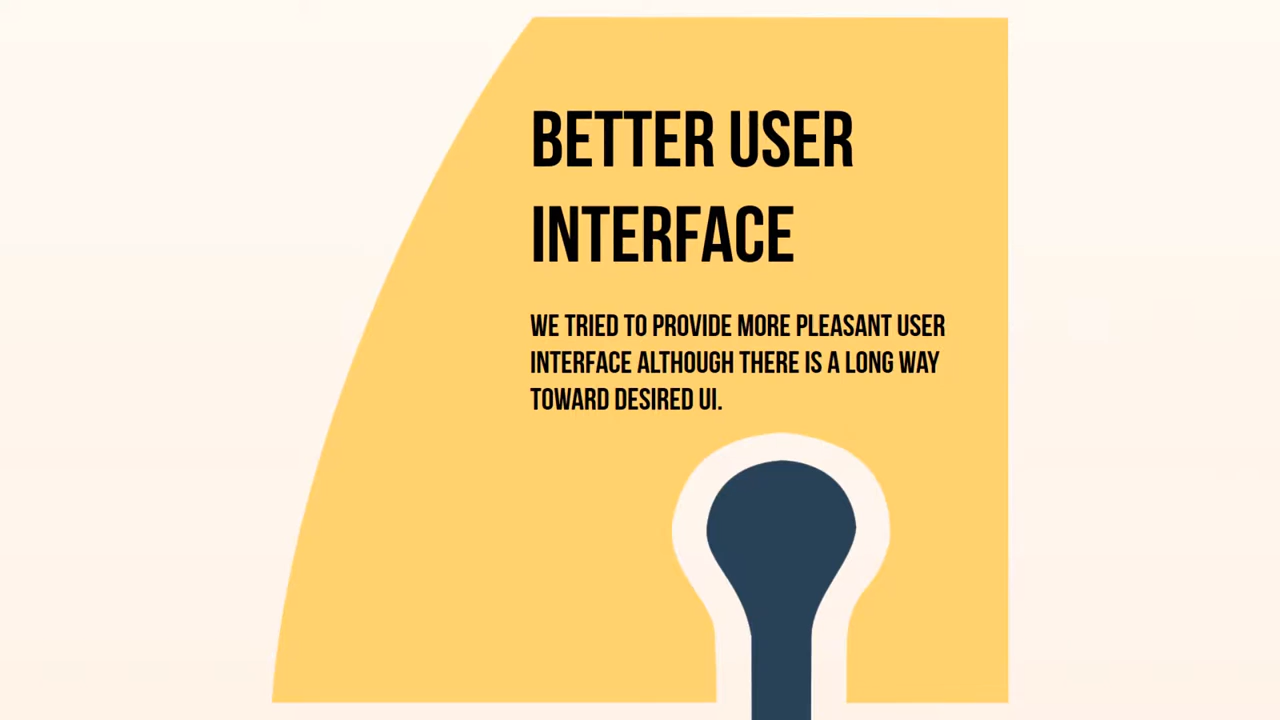 BETTER USER
INTERFACE
WE TRIED TO PROVIDE MORE PLEASANT USER
INTERFACE ALTHOUGH THERE IS A LONG WAY
TOWARD DESIRED UI.